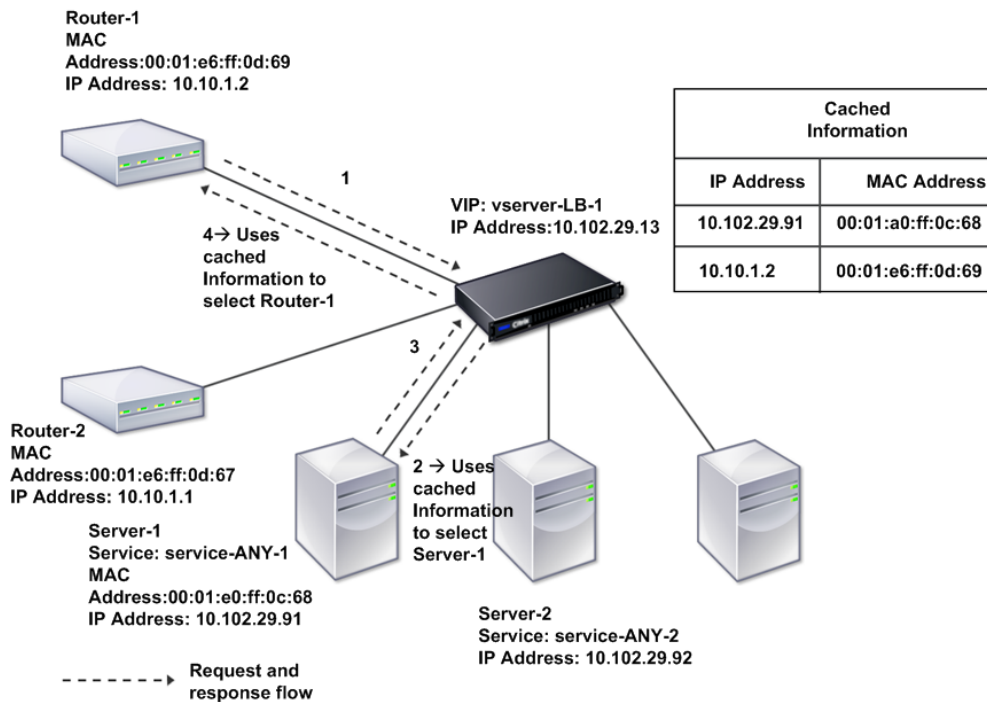 Router-1
MAC
Address:00:01:e6:ff:0d:69
IP Address: 10.10.1.2
Cached
Information
IP Address
MAC Address
10.102.29.91
00:01:a0:ff:0c:68
10.10.1.2
00:01:e6:ff:0d:69
1
VIP: vserver-LB-1
IP Address:10.102.29.13
4→ Uses
cached
Information to
select Router-1
3
Router-2
MAC
Address:00:01:e6:ff:0d:67
IP Address: 10.10.1.1
2 → Uses
cached
Information
to select
Server-1
Server-1
Service: service-ANY-1
MAC
Address:00:01:e0:ff:0c:68
IP Address: 10.102.29.91
Server-2
Service: service-ANY-2
IP Address: 10.102.29.92
Request and
response flow